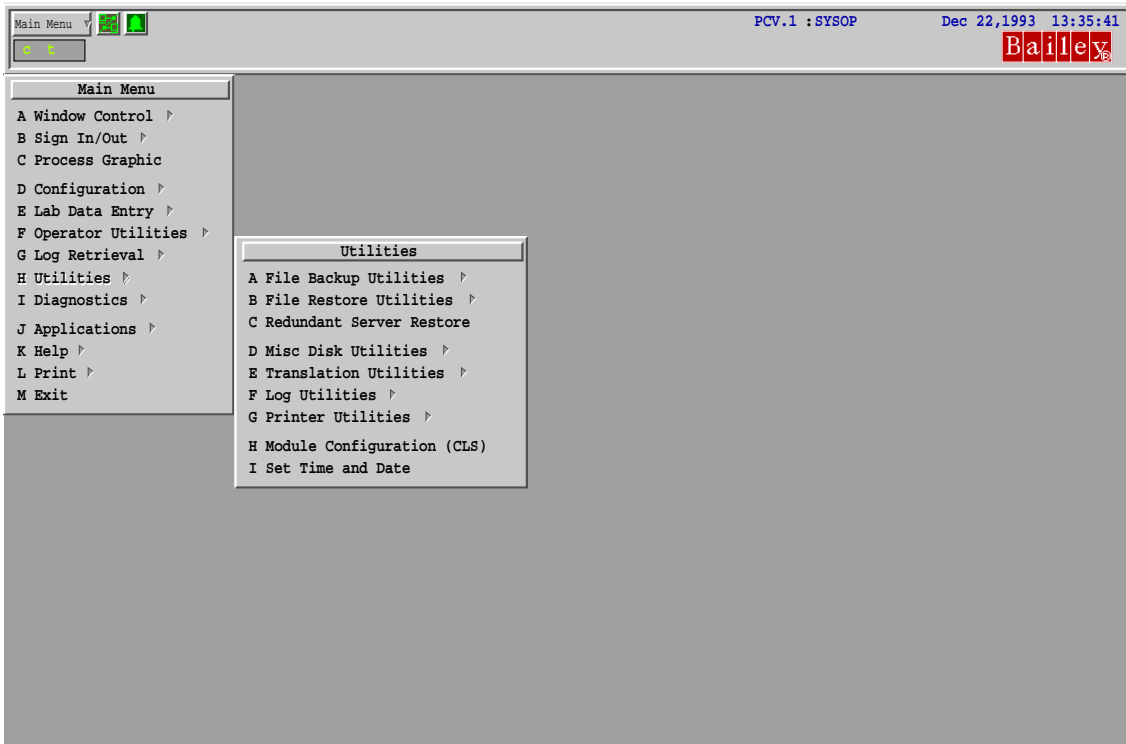 Main Menu
PCV.1 :SYSOP
Dec 22,1993 13:35:41
c t
Bailey®
Main Menu
A Window Control
B Sign In/Out
C Process Graphic
D Configuration
E Lab Data Entry
F Operator Utilities
G Log Retrieval
H Utilities
I Diagnostics
J Applications
K Help
L Print
M Exit
Utilities
A File Backup Utilities
B File Restore Utilities
C Redundant Server Restore
D Misc Disk Utilities
E Translation Utilities
F Log Utilities
G Printer Utilities
H Module Configuration (CLS)
I Set Time and Date